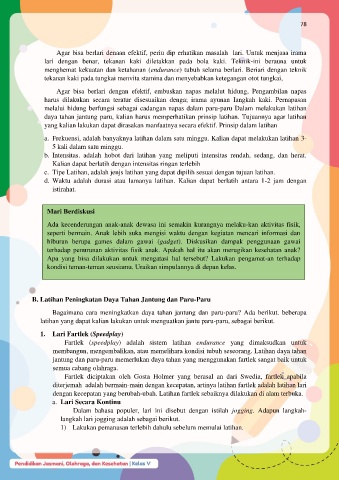 78
Agar bisa berlari dengan efektif, perlu diperhatikan masalah lari. Untuk menjaga irama
lari dengan benar, tekanan kaki diletakkan pada bola kaki. Teknik-ini berguna untuk
menghemat kekuatan dan ketahanan (endurance) tubuh selama berlari. Berlari dengan teknik
tekanan kaki pada tungkai menyita stamina dan menyebabkan ketegangan otot tungkai.
Agar bisa berlari dengan efektif, embuskan napas melalui hidung. Pengambilan napas
harus dilakukan secara teratur disesuaikan dengan irama ayunan langkah kaki. Pernapasan
melalui hidung berfungsi sebagai cadangan napas dalam paru-paru Dalam melakukan latihan
daya tahan jantung paru, kalian harus memperhatikan prinsip latihan. Tujuannya agar latihan
yang kalian lakukan dapat dirasakan manfaatnya secara efektif. Prinsip dalam latihan
a. Frekuensi, adalah banyaknya latihan dalam satu minggu. Kalian dapat melakukan latihan 3-
5 kali dalam satu minggu.
b. Intensitas, adalah bobot dari latihan yang meliputi intensitas rendah, sedang, dan berat.
Kalian dapat berlatih dengan intensitas ringan terlebih
c. Tipe Latihan, adalah jenis latihan yang dapat dipilih sesuai dengan tujuan latihan.
d. Waktu adalah durasi atau lamanya latihan. Kalian dapat berlatih antara 1-2 jam dengan
istirahat.
Mari Berdiskusi
Ada kecenderungan anak-anak dewasa ini semakin kurangnya melaku-kan aktivitas fisik,
seperti bermain. Anak lebih suka mengisi waktu dengan kegiatan mencari informasi dan
hiburan berupa games dalam gawai (gadget). Diskusikan dampak penggunaan gawai
terhadap penurunan aktivitas fisik anak. Apakah hal itu akan merugikan kesehatan anak?
Apa yang bisa dilakukan untuk mengatasi hal tersebut? Lakukan pengamat-an terhadap
kondisi teman-teman seusiamu. Uraikan simpulannya di depan kelas.
B. Latihan Peningkatan Daya Tahan Jantung dan Paru-Paru
Bagaimana cara meningkatkan daya tahan jantung dan paru-paru? Ada berikut, beberapa
latihan yang dapat kalian lakukan untuk menguatkan jantu paru-paru, sebagai berikut.
1. Lari Fartlek (Speedplay)
Fartlek (speedplay) adalah sistem latihan endurance yang dimaksudkan untuk
membangun, mengembalikan, atau memelihara kondisi tubuh seseorang. Latihan daya tahan
jantung dan paru-paru memerlukan daya tahan yang menggunakan fartlek sangat baik untuk
semua cabang olahraga.
Fartlek diciptakan oleh Gosta Holmer yang berasal an dari Swedia, fartlek apabila
diterjemah adalah bermain-main dengan kecepatan, artinya latihan fartlek adalah latihan lari
dengan kecepatan yang berubah-ubah. Latihan fartlek sebaiknya dilakukan di alam terbuka.
a. Lari Secara Kontinu
Dalam bahasa populer, lari ini disebut dengan istilah jogging. Adapun langkah-
langkah lari jogging adalah sebagai berikut.
1) Lakukan pemanasan terlebih dahulu sebelum memulai latihan.
Pendidikan Jasmani, Olahraga, dan Kesehatan | Kelas V